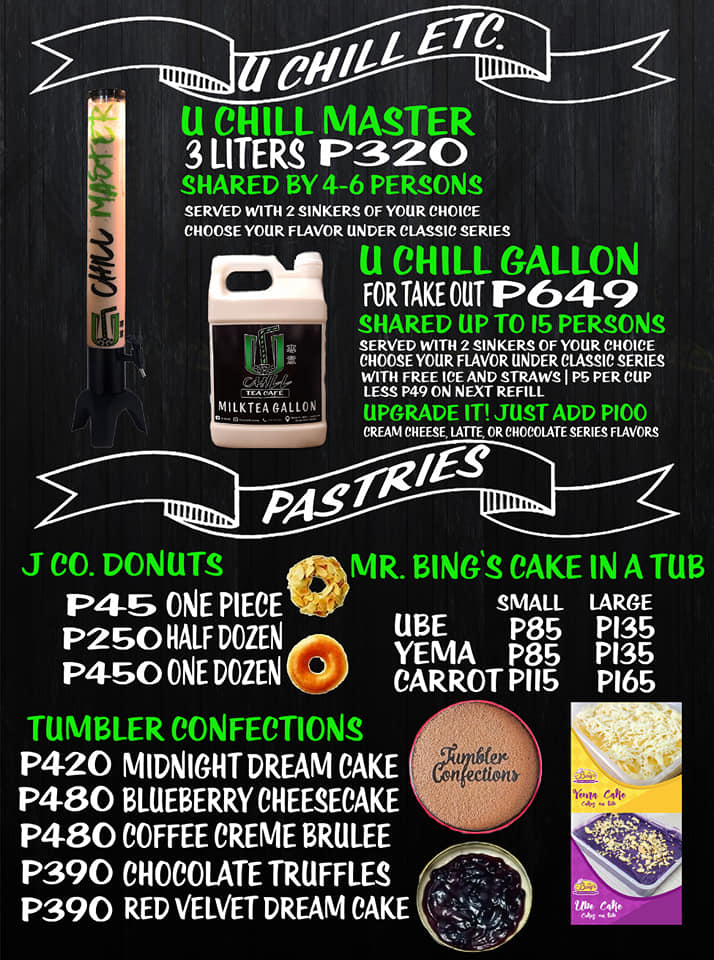 U CHILL ETC.
U CHILL MASTER
3 LITERS P320
SHARED BY 4-6 PERSONS
SERVED WITH 2 SINKERS OF YOUR CHOICE
CHOOSE YOUR FLAVOR UNDER CLASSIC SERIES
CHILL MASTER
U CHILL GALLON
FOR TAKE OUT P649
SHARED UP TO 15 PERSONS
SERVED WITH 2 SINKERS OF YOUR CHOICE
CHOOSE YOUR FLAVOR UNDER CLASSIC SERIES
WITH FREE ICE AND STRAWS | P5 PER CUP
LESS P49 ON NEXT REFILL
UPGRADE IT! JUST ADD P100
CREAM CHEESE, LATTE, OR CHOCOLATE SERIES FLAVORS
TEA CAFE
MILKTEA GALLON
PASTRIES
J CO. DONUTS
P45 ONE PIECE
P250 HALF DOZEN
P450 ONE DOZEN
MR. BING`S CAKE IN A TUB
SMALL LARGE
UBE P85 P135
YEMA P85 P135
CARROT P115 P165
TUMBLER CONFECTIONS
P420 MIDNIGHT DREAM CAKE
P480 BLUEBERRY CHEESECAKE
P480 COFFEE CREME BRULEE
P390 CHOCOLATE TRUFFLES
P390 RED VELVET DREAM CAKE
Tumbler
Confections
Yema Cake
Ube Cake